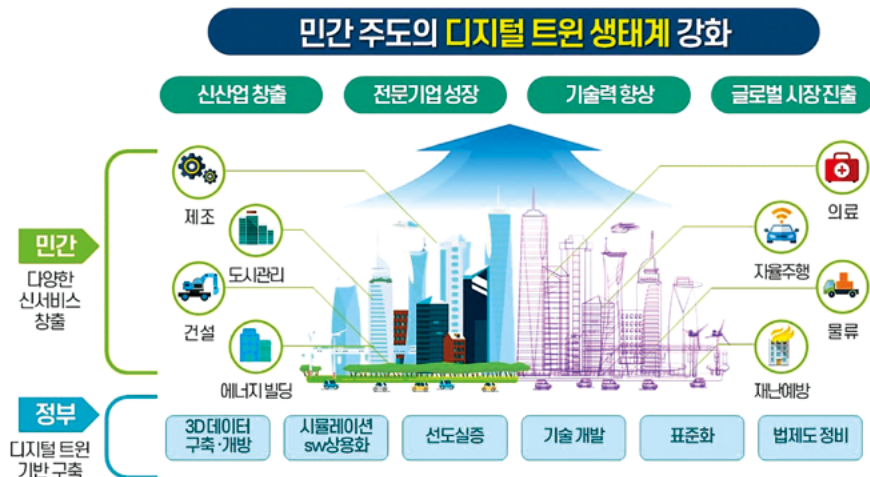 민간 주도의 디지털 트윈 생태계 강화
신산업 창출
전문기업 성장
기술력 향상
글로벌 시장 진출
민간
다양한
신서비스
창출
제조
도시관리
건설
에너지 빌딩
의료
자율주행
물류
재난예방
정부
디지털 트윈
기반 구축
3D 데이터
구축·개방
시뮬레이션
sw상용화
선도실증
기술 개발
표준화
법제도 정비